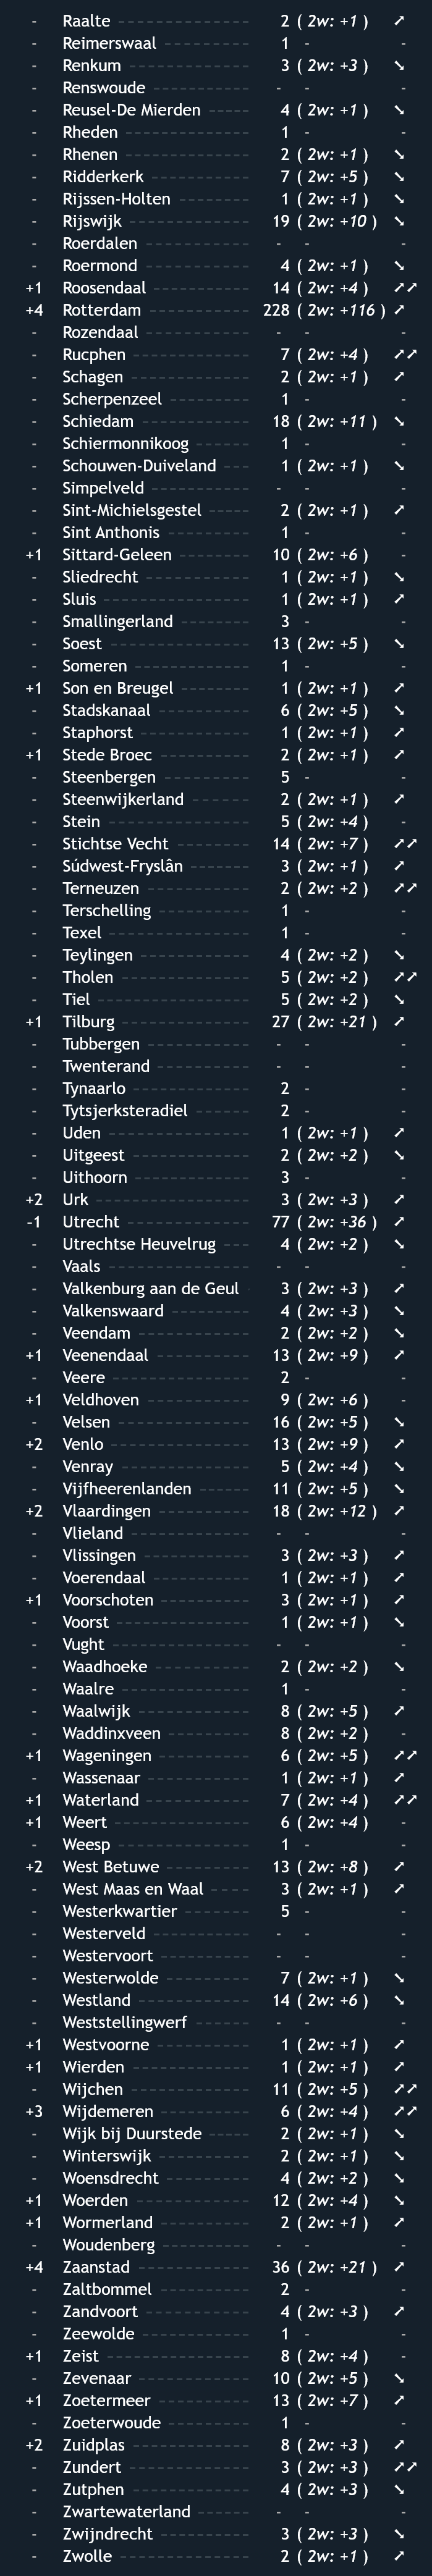 - Raalte 2 ( 2w: +1 ) ➚
- Reimerswaal 1 - -
- Renkum 3 ( 2w: +3 ) ➘
- Renswoude - - -
- Reusel-De Mierden 4 ( 2w: +1 ) ➘
- Rheden 1 - -
- Rhenen 2 ( 2w: +1 ) ➘
- Ridderkerk 7 ( 2w: +5 ) ➘
- Rijssen-Holten 1 ( 2w: +1 ) ➘
- Rijswijk 19 ( 2w: +10 ) ➘
- Roerdalen - - -
- Roermond 4 ( 2w: +1 ) ➘
+1 Roosendaal 14 ( 2w: +4 ) ➚➚
+4 Rotterdam 228 ( 2w: +116 ) ➚
- Rozendaal - - -
- Rucphen 7 ( 2w: +4 ) ➚➚
- Schagen 2 ( 2w: +1 ) ➚
- Scherpenzeel 1 - -
- Schiedam 18 ( 2w: +11 ) ➘
- Schiermonnikoog 1 - -
- Schouwen-Duiveland 1 ( 2w: +1 ) ➘
- Simpelveld - - -
- Sint-Michielsgestel 2 ( 2w: +1 ) ➚
- Sint Anthonis 1 - -
+1 Sittard-Geleen 10 ( 2w: +6 ) -
- Sliedrecht 1 ( 2w: +1 ) ➘
- Sluis 1 ( 2w: +1 ) ➚
- Smallingerland 3 - -
- Soest 13 ( 2w: +5 ) ➘
- Someren 1 - -
+1 Son en Breugel 1 ( 2w: +1 ) ➚
- Stadskanaal 6 ( 2w: +5 ) ➘
- Staphorst 1 ( 2w: +1 ) ➚
+1 Stede Broec 2 ( 2w: +1 ) ➚
- Steenbergen 5 - -
- Steenwijkerland 2 ( 2w: +1 ) ➚
- Stein 5 ( 2w: +4 ) -
- Stichtse Vecht 14 ( 2w: +7 ) ➚➚
- Súdwest-Fryslân 3 ( 2w: +1 ) ➚
- Terneuzen 2 ( 2w: +2 ) ➚➚
- Terschelling 1 - -
- Texel 1 - -
- Teylingen 4 ( 2w: +2 ) ➘
- Tholen 5 ( 2w: +2 ) ➚➚
- Tiel 5 ( 2w: +2 ) ➘
+1 Tilburg 27 ( 2w: +21 ) ➚
- Tubbergen - - -
- Twenterand - - -
- Tynaarlo 2 - -
- Tytsjerksteradiel 2 - -
- Uden 1 ( 2w: +1 ) ➚
- Uitgeest 2 ( 2w: +2 ) ➘
- Uithoorn 3 - -
+2 Urk 3 ( 2w: +3 ) ➚
-1 Utrecht 77 ( 2w: +36 ) ➚
- Utrechtse Heuvelrug 4 ( 2w: +2 ) ➘
- Vaals - - -
- Valkenburg aan de Geul 3 ( 2w: +3 ) ➚
- Valkenswaard 4 ( 2w: +3 ) ➘
- Veendam 2 ( 2w: +2 ) ➘
+1 Veenendaal 13 ( 2w: +9 ) ➚
- Veere 2 - -
+1 Veldhoven 9 ( 2w: +6 ) -
- Velsen 16 ( 2w: +5 ) ➘
+2 Venlo 13 ( 2w: +9 ) ➚
- Venray 5 ( 2w: +4 ) ➘
- Vijfheerenlanden 11 ( 2w: +5 ) ➘
+2 Vlaardingen 18 ( 2w: +12 ) ➚
- Vlieland - - -
- Vlissingen 3 ( 2w: +3 ) ➚
- Voerendaal 1 ( 2w: +1 ) ➚
+1 Voorschoten 3 ( 2w: +1 ) ➚
- Voorst 1 ( 2w: +1 ) ➘
- Vught - - -
- Waadhoeke 2 ( 2w: +2 ) ➘
- Waalre 1 - -
- Waalwijk 8 ( 2w: +5 ) ➚
- Waddinxveen 8 ( 2w: +2 ) -
+1 Wageningen 6 ( 2w: +5 ) ➚➚
- Wassenaar 1 ( 2w: +1 ) ➚
+1 Waterland 7 ( 2w: +4 ) ➚➚
+1 Weert 6 ( 2w: +4 ) -
- Weesp 1 - -
+2 West Betuwe 13 ( 2w: +8 ) ➚
- West Maas en Waal 3 ( 2w: +1 ) ➚
- Westerkwartier 5 - -
- Westerveld - - -
- Westervoort - - -
- Westerwolde 7 ( 2w: +1 ) ➘
- Westland 14 ( 2w: +6 ) ➘
- Weststellingwerf - - -
+1 Westvoorne 1 ( 2w: +1 ) ➚
+1 Wierden 1 ( 2w: +1 ) ➚
- Wijchen 11 ( 2w: +5 ) ➚➚
+3 Wijdemeren 6 ( 2w: +4 ) ➚➚
- Wijk bij Duurstede 2 ( 2w: +1 ) ➘
- Winterswijk 2 ( 2w: +1 ) ➘
- Woensdrecht 4 ( 2w: +2 ) ➘
+1 Woerden 12 ( 2w: +4 ) ➘
+1 Wormerland 2 ( 2w: +1 ) ➚
- Woudenberg - - -
+4 Zaanstad 36 ( 2w: +21 ) ➚
- Zaltbommel 2 - -
- Zandvoort 4 ( 2w: +3 ) ➚
- Zeewolde 1 - -
+1 Zeist 8 ( 2w: +4 ) -
- Zevenaar 10 ( 2w: +5 ) ➘
+1 Zoetermeer 13 ( 2w: +7 ) ➚
- Zoeterwoude 1 - -
+2 Zuidplas 8 ( 2w: +3 ) ➚
- Zundert 3 ( 2w: +3 ) ➚➚
- Zutphen 4 ( 2w: +3 ) ➘
- Zwartewaterland - - -
- Zwijndrecht 3 ( 2w: +3 ) ➘
- Zwolle 2 ( 2w: +1 ) ➚